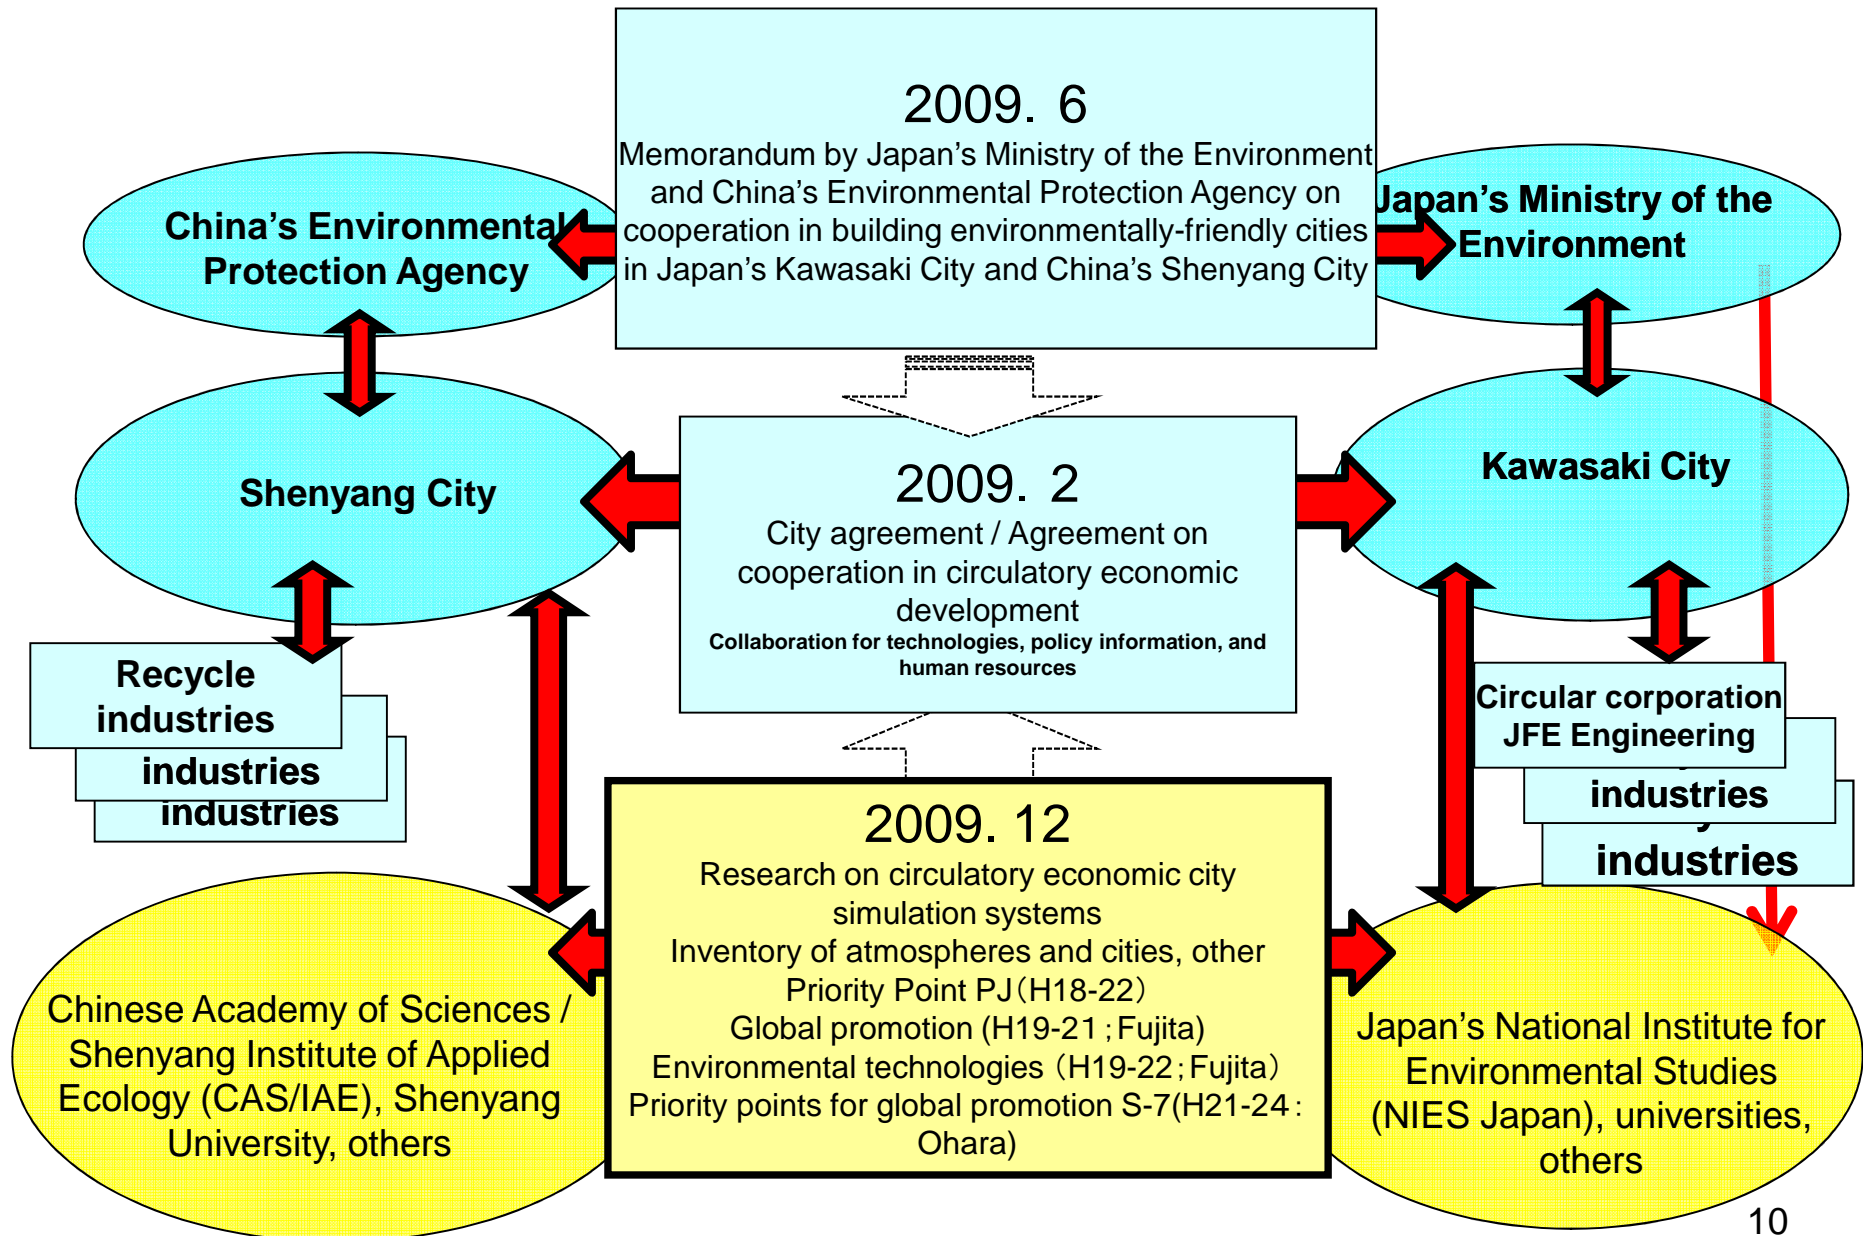 2009. 6
Memorandum by Japan's Ministry of the Environment
and China's Environmental Protection Agency on
cooperation in building environmentally-friendly cities
in Japan's Kawasaki City and China's Shenyang City
China's Environmental
Protection Agency
Japan's Ministry of the
Environment
Shenyang City
2009. 2
City agreement / Agreement on
cooperation in circulatory economic
development
Collaboration for technologies, policy information, and
human resources
Kawasaki City
Recycle
industries
industries
industries
Circular corporation
JFE Engineering
industries
industries
2009. 12
Research on circulatory economic city
simulation systems
Inventory of atmospheres and cities, other
Priority Point PJ（H18-22）
Global promotion (H19-21；Fujita)
Environmental technologies（H19-22；Fujita）
Priority points for global promotion S-7(H21-24：
Ohara)
Chinese Academy of Sciences /
Shenyang Institute of Applied
Ecology (CAS/IAE), Shenyang
University, others
Japan's National Institute for
Environmental Studies
(NIES Japan), universities,
others
10